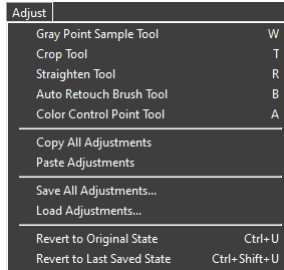 Adjust
Gray Point Sample Tool W
Crop Tool T
Straighten Tool R
Auto Retouch Brush Tool B
Color Control Point Tool A
Copy All Adjustments
Paste Adjustments
Save All Adjustments...
Load Adjustments...
Revert to Original State Ctrl+U
Revert to Last Saved State Ctrl+Shift+U